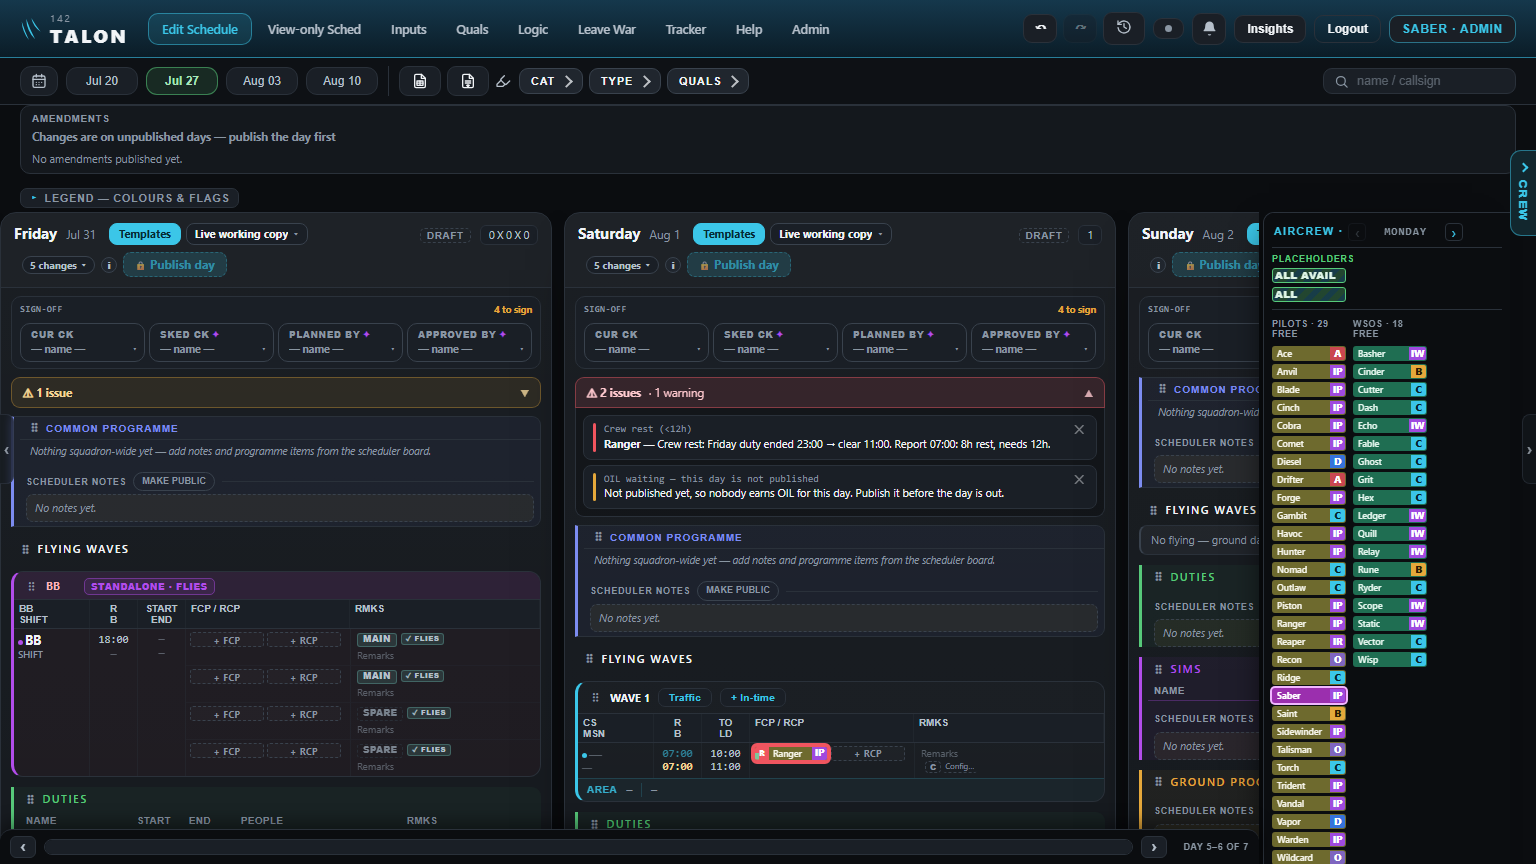 142
TALON
Edit Schedule
View-only Sched
Inputs
Quals
Logic
Leave War
Tracker
Help
Admin
Insights
Logout
SABER · ADMIN
Jul 20
Jul 27
Aug 03
Aug 10
CAT
TYPE
QUALS
name / callsign
AMENDMENTS
Changes are on unpublished days — publish the day first
No amendments published yet.
CREW
LEGEND — COLOURS & FLAGS
Friday Jul 31
Templates
Live working copy
DRAFT
0X0X0
5 changes
i
Publish day
SIGN-OFF
4 to sign
CUR CK
— name —
SKED CK
— name —
PLANNED BY
— name —
APPROVED BY
— name —
1 issue
COMMON PROGRAMME
Nothing squadron-wide yet — add notes and programme items from the scheduler board.
SCHEDULER NOTES
MAKE PUBLIC
No notes yet.
FLYING WAVES
BB
STANDALONE · FLIES
BB SHIFT
R B
START END
FCP / RCP
RMKS
BB
SHIFT
18:00
—
—
—
+ FCP
+ RCP
MAIN
✓ FLIES
Remarks
+ FCP
+ RCP
MAIN
✓ FLIES
Remarks
+ FCP
+ RCP
SPARE
✓ FLIES
Remarks
+ FCP
+ RCP
SPARE
✓ FLIES
Remarks
DUTIES
NAME
START
END
PEOPLE
RMKS
Saturday Aug 1
Templates
Live working copy
DRAFT
1
5 changes
i
Publish day
SIGN-OFF
4 to sign
CUR CK
— name —
SKED CK
— name —
PLANNED BY
— name —
APPROVED BY
— name —
2 issues · 1 warning
Crew rest (<12h)
Ranger — Crew rest: Friday duty ended 23:00 → clear 11:00. Report 07:00: 8h rest, needs 12h.
OIL waiting — this day is not published
Not published yet, so nobody earns OIL for this day. Publish it before the day is out.
COMMON PROGRAMME
Nothing squadron-wide yet — add notes and programme items from the scheduler board.
SCHEDULER NOTES
MAKE PUBLIC
No notes yet.
FLYING WAVES
WAVE 1
Traffic
+ In-time
CS MSN
R B
TO LD
FCP / RCP
RMKS
—
—
07:00
07:00
10:00
11:00
R
Ranger IP
+ RCP
Remarks
C Config...
AREA — —
DUTIES
Sunday Aug 2
i
Publish day
SIGN-OFF
CUR CK
— name —
COMMON PROG
Nothing squadron-wid
SCHEDULER NOTES
No notes yet.
FLYING WAVES
No flying — ground da
DUTIES
SCHEDULER NOTES
No notes yet.
SIMS
NAME
SCHEDULER NOTES
No notes yet.
GROUND PROG
SCHEDULER NOTES
AIRCREW ·
MONDAY
PLACEHOLDERS
ALL AVAIL
ALL
PILOTS · 29 FREE
Ace A
Anvil IP
Blade IP
Cinch IP
Cobra IP
Comet IP
Diesel D
Drifter A
Forge IP
Gambit C
Havoc IP
Hunter IP
Nomad C
Outlaw C
Piston IP
Ranger IP
Reaper IR
Recon O
Ridge C
Saber IP
Saint B
Sidewinder IP
Talisman O
Torch C
Trident IP
Vandal IP
Vapor D
Warden IP
Wildcard O
WSOS · 18 FREE
Basher IW
Cinder B
Cutter C
Dash C
Echo IW
Fable C
Ghost C
Grit C
Hex C
Ledger IW
Quill IW
Relay IW
Rune B
Ryder C
Scope IW
Static IW
Vector C
Wisp C
DAY 5–6 OF 7